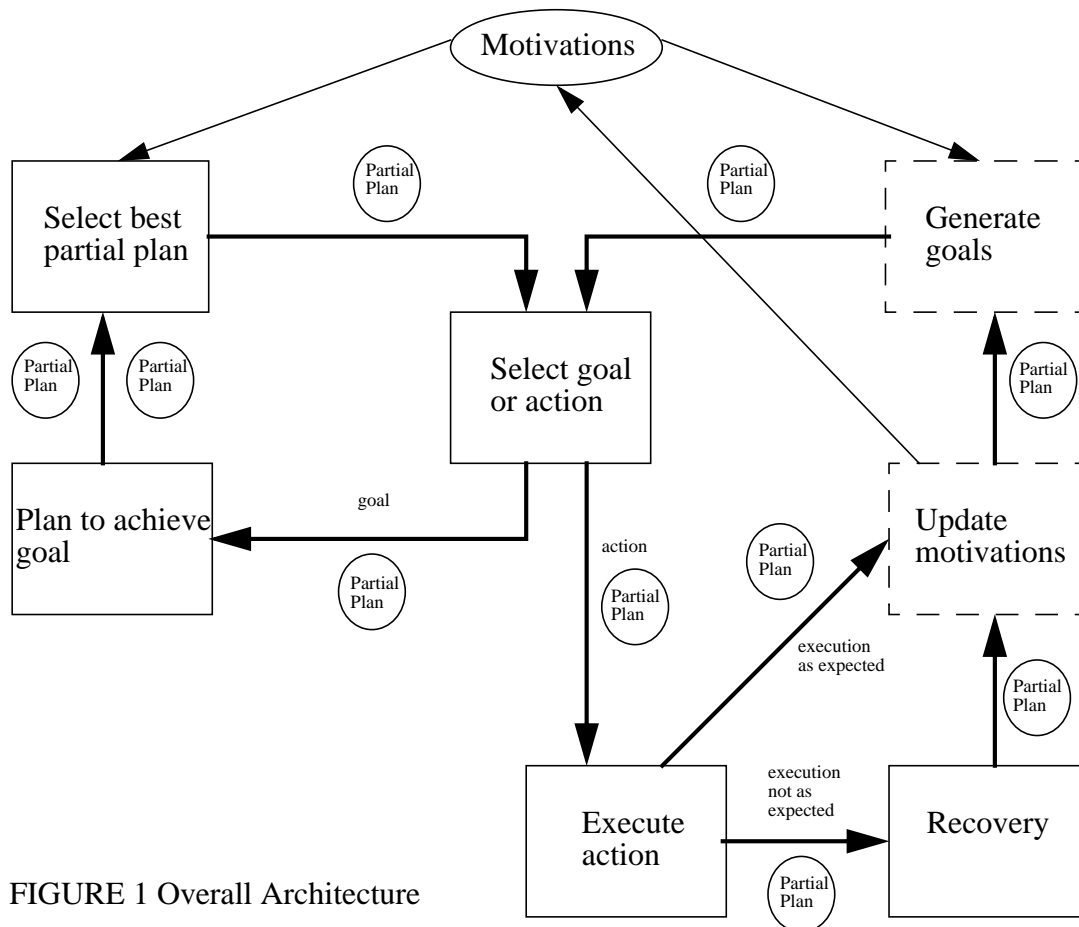 Motivations
Partial
Plan
Partial
Plan
Select best
partial plan
Generate
goals
Partial
Plan
Partial
Plan
Select goal
or action
Partial
Plan
Plan to achieve
goal
goal
Partial
Plan
action
Partial
Plan
Partial
Plan
Update
motivations
execution
as expected
Partial
Plan
Execute
action
execution
not as
expected
Partial
Plan
Recovery
FIGURE 1 Overall Architecture